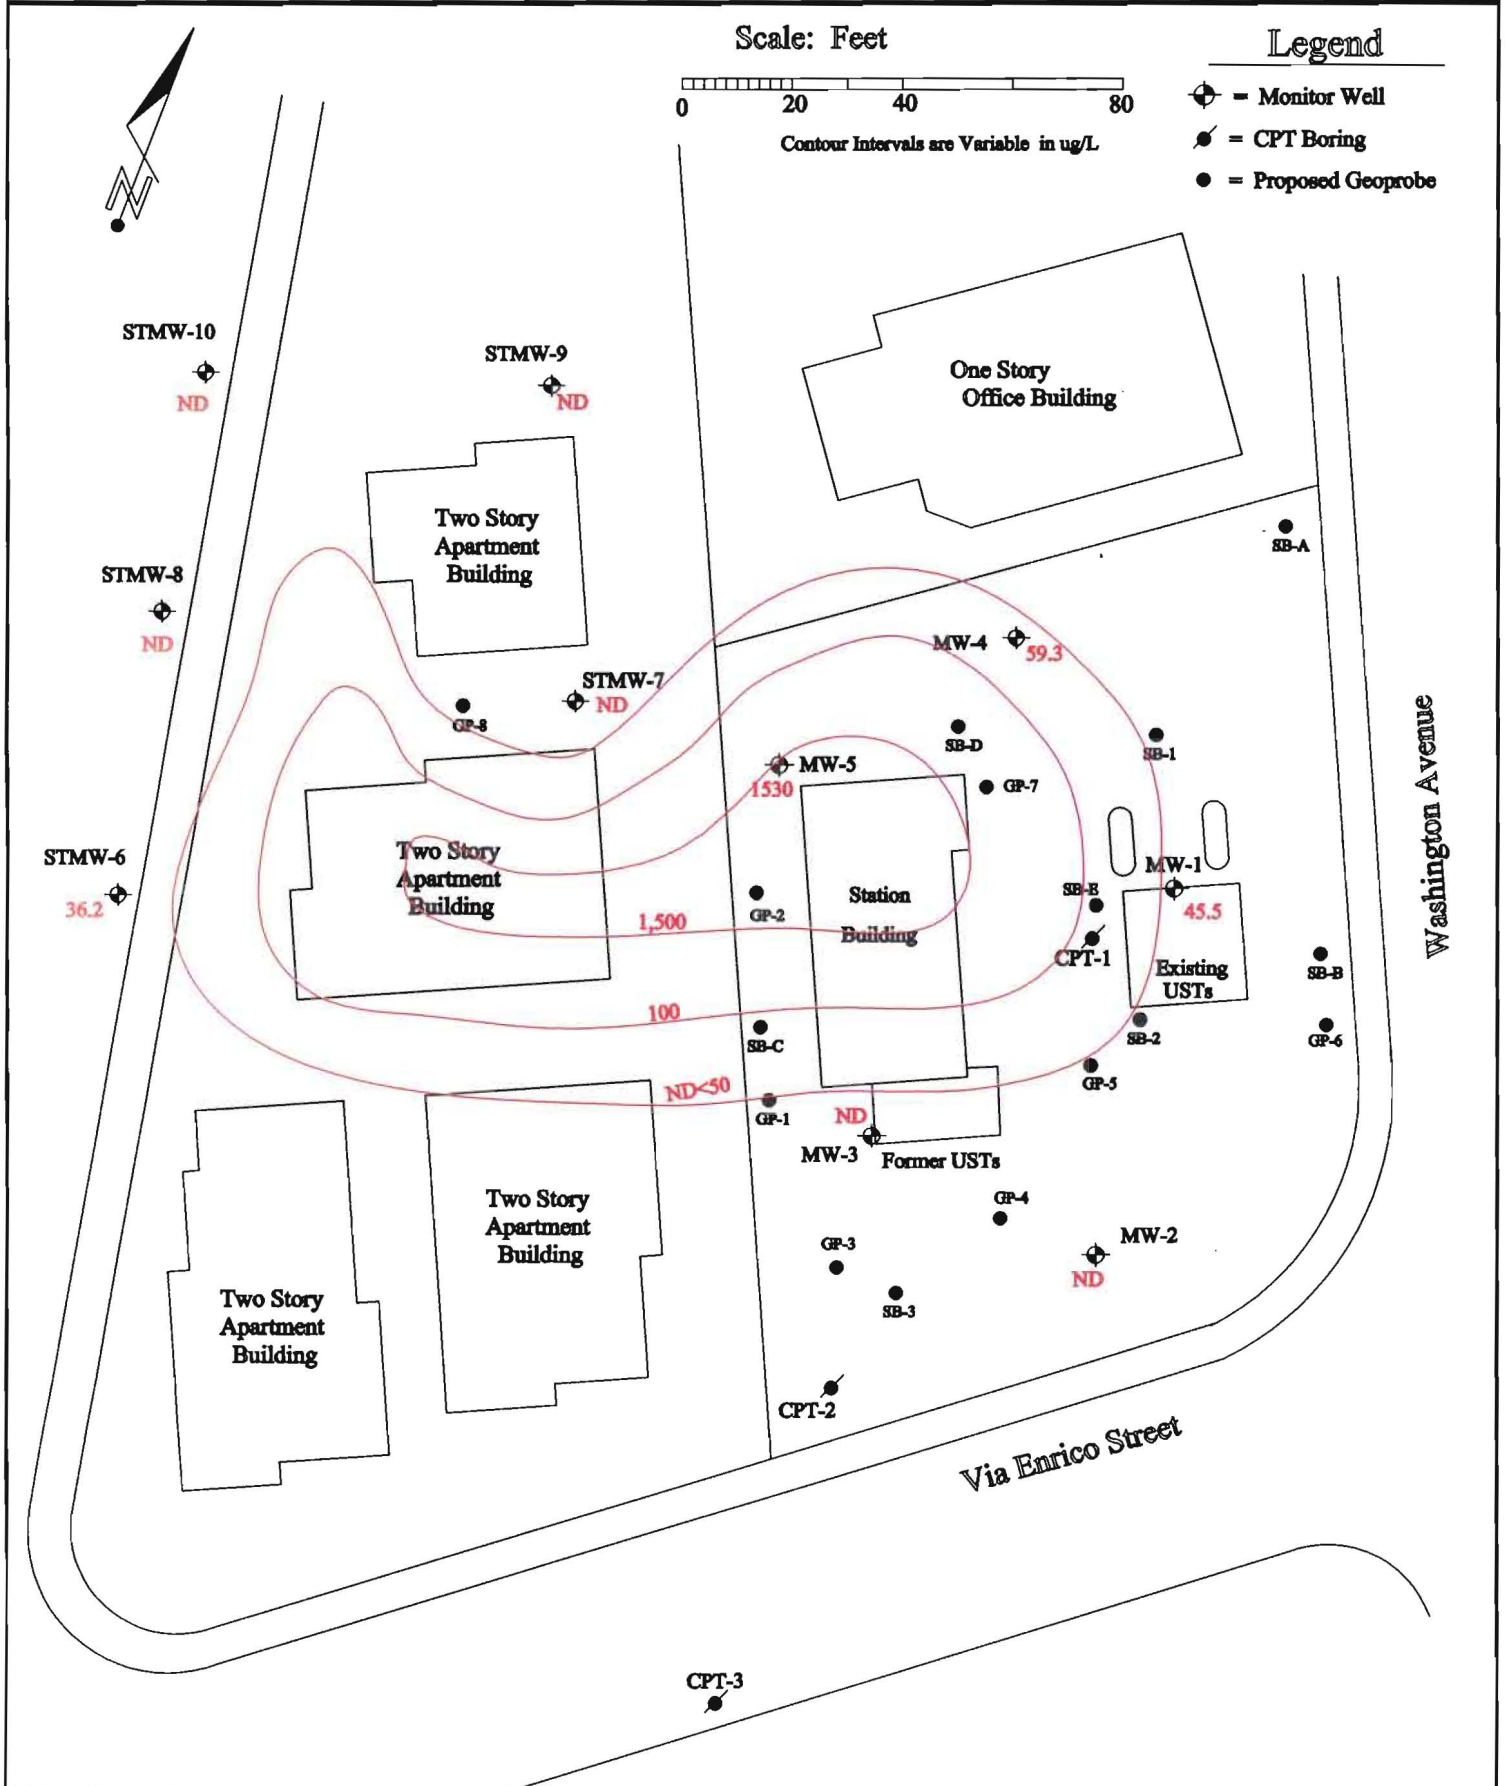 Scale: Feet
0 20 40 80
Contour Intervals are Variable in ug/L
Legend
= Monitor Well
= CPT Boring
= Proposed Geoprobe
N
STMW-10
ND
STMW-9
ND
One Story
Office Building
Two Story
Apartment
Building
SB-A
STMW-8
ND
MW-4
59.3
STMW-7
ND
GP-8
SB-D
SB-1
MW-5
1530
GP-7
Washington Avenue
STMW-6
36.2
Two Story
Apartment
Building
MW-1
45.5
SB-E
Station
Building
GP-2
1,500
CPT-1
Existing
USTs
SB-B
100
SB-C
SB-2
GP-6
ND<50
GP-5
GP-1
ND
MW-3
Former USTs
Two Story
Apartment
Building
GP-4
MW-2
ND
GP-3
SB-3
Two Story
Apartment
Building
CPT-2
Via Enrico Street
CPT-3